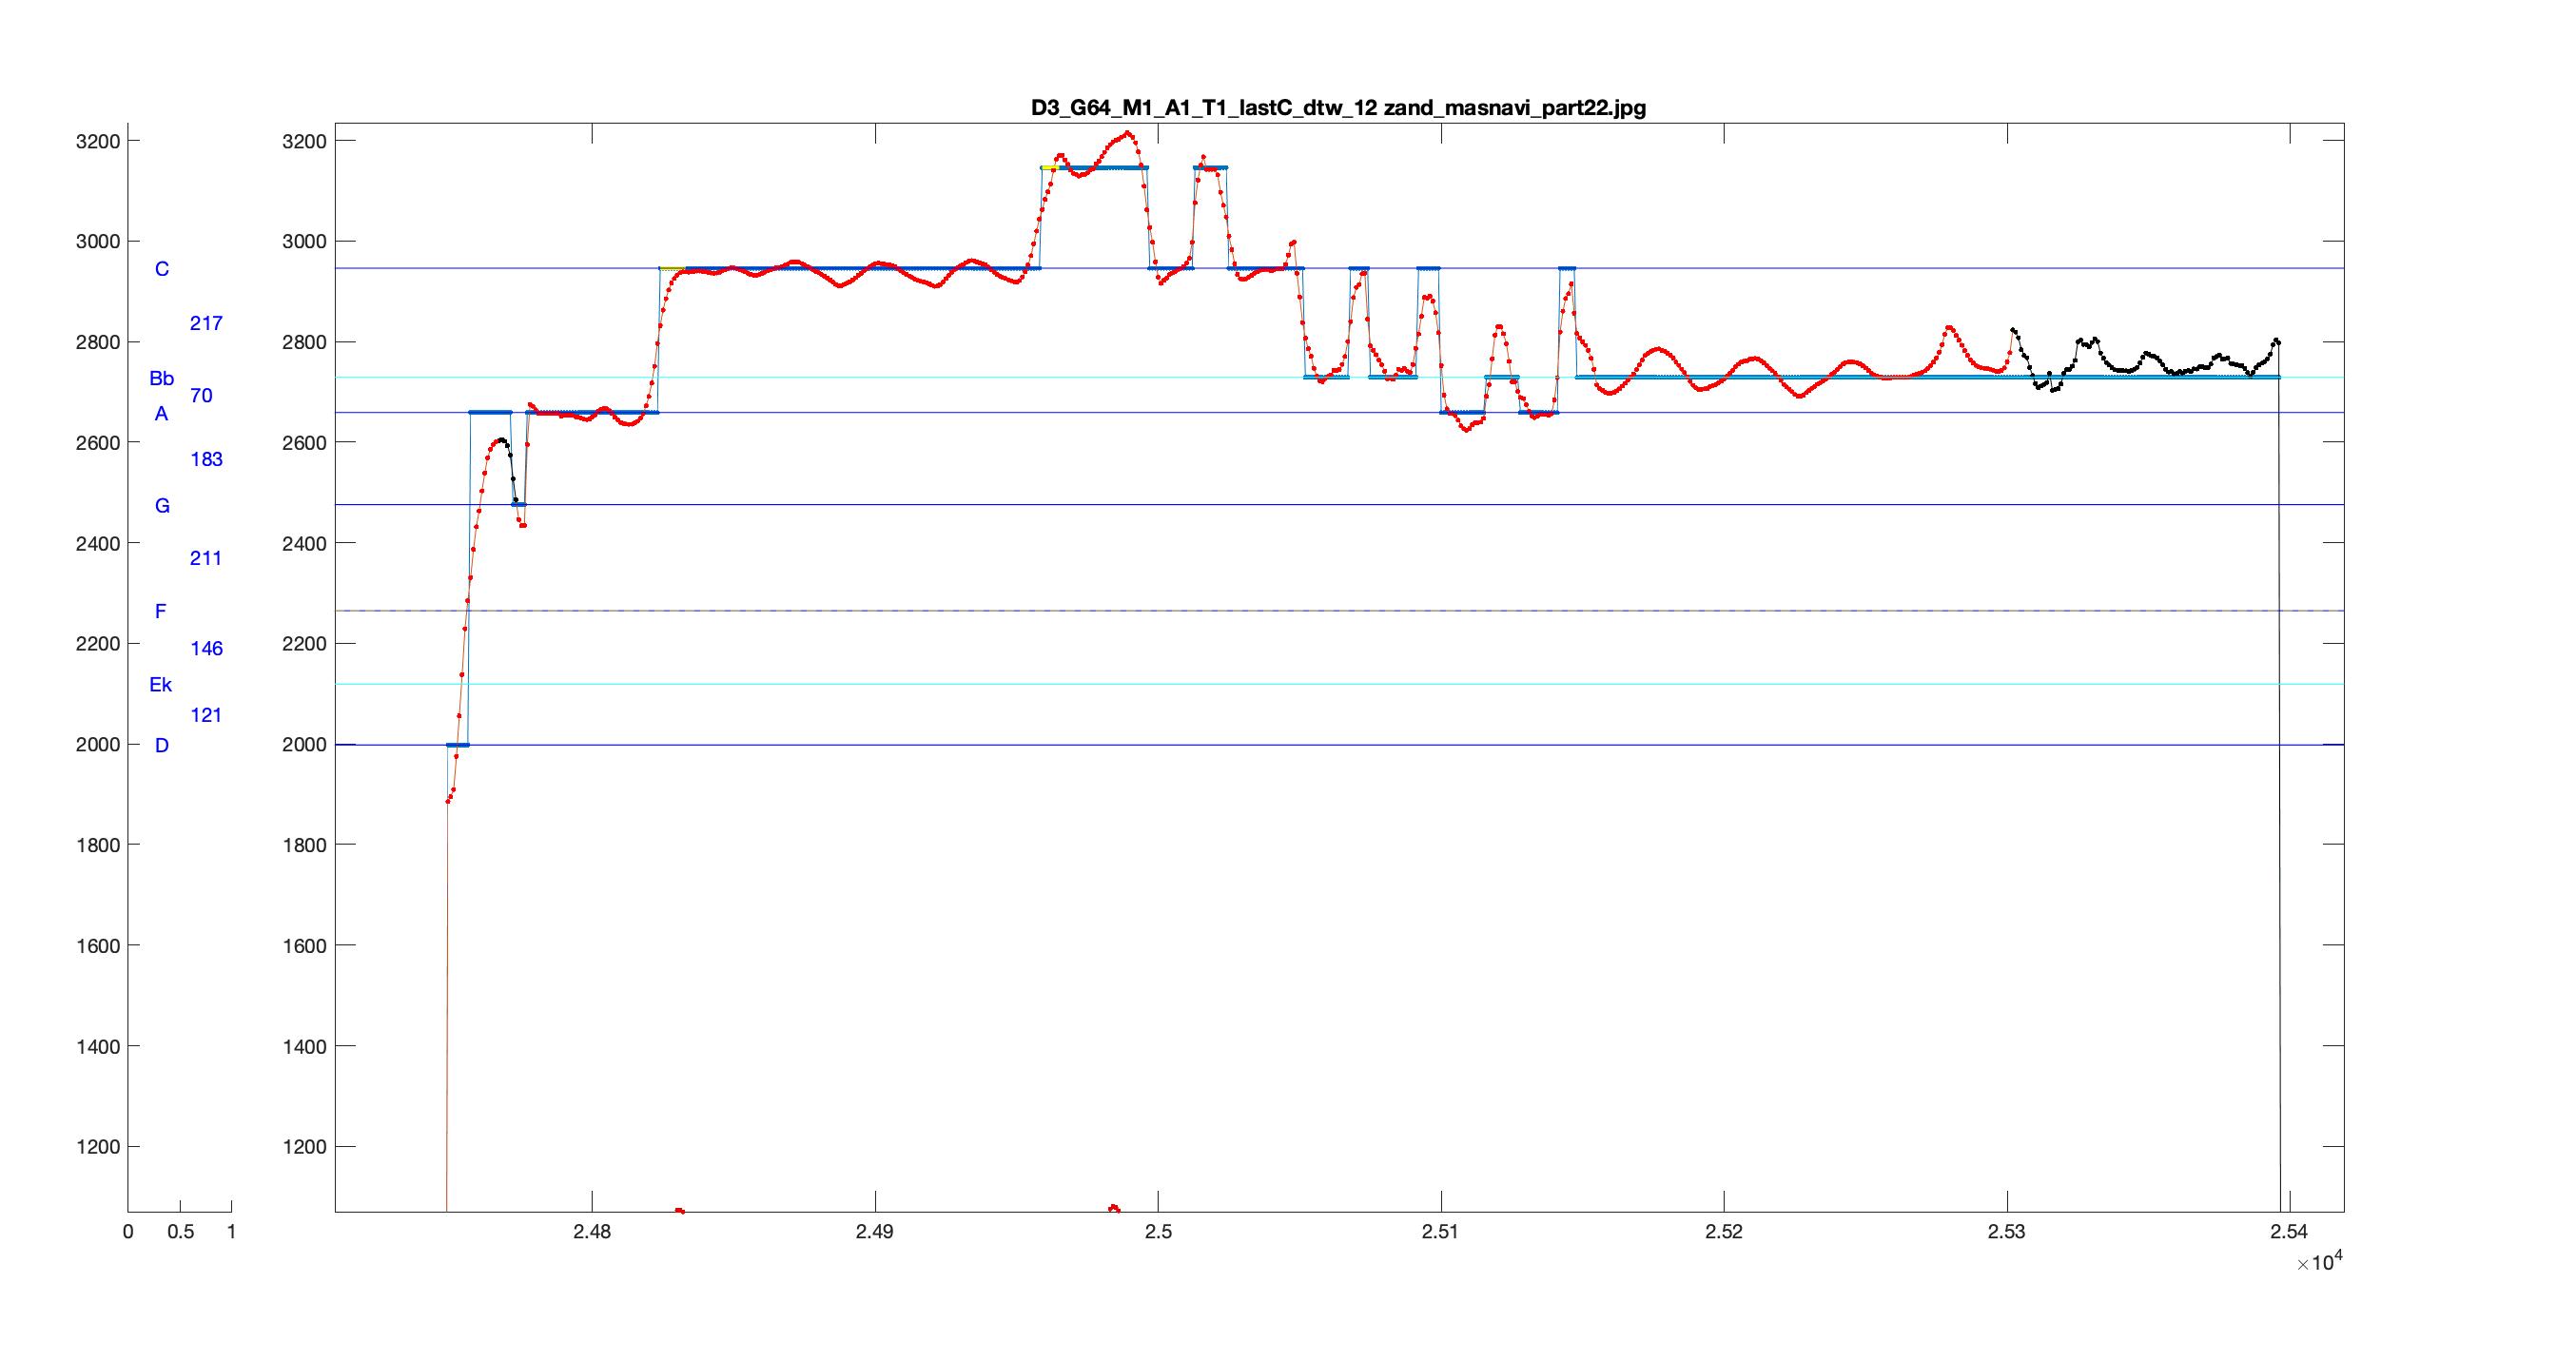 D3_G64_M1_A1_T1_lastC_dtw_12 zand_masnavi_part22.jpg
3200 3200
3000 3000
C
217
2800 2800
Bb
70
A
2600 2600
183
G
2400 2400
211
F
2200 2200
146
Ek
121
2000 D 2000
1800 1800
1600 1600
1400 1400
1200 1200
0 0.5 1 2.48 2.49 2.5 2.51 2.52 2.53 2.54
×10⁴